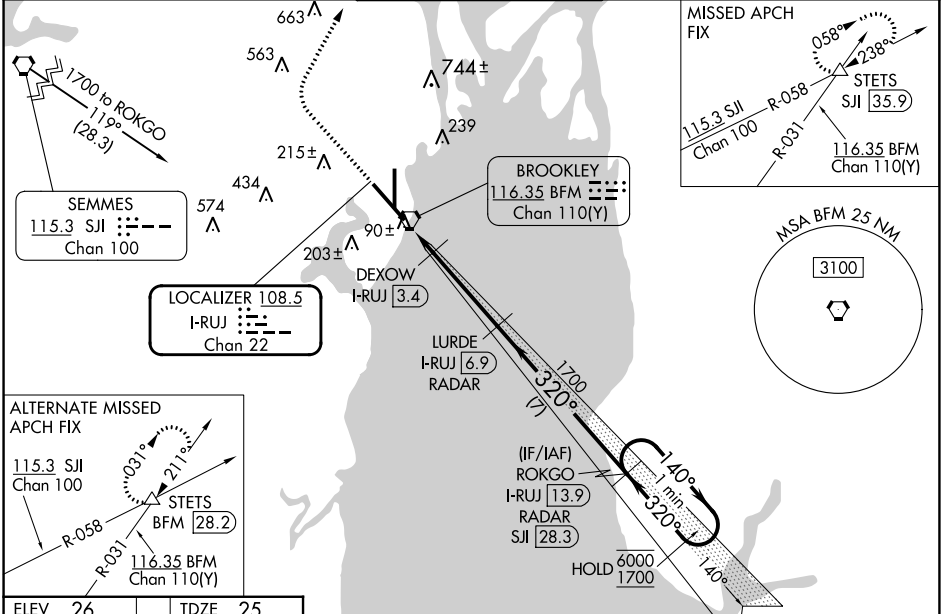 663
563
744±
239
215±
434
574
203±
90±
1700 to ROKGO
119°
(28.3)
SEMMES
115.3 SJI
Chan 100
BROOKLEY
116.35 BFM
Chan 110(Y)
LOCALIZER 108.5
I-RUJ
Chan 22
DEXOW
I-RUJ 3.4
LURDE
I-RUJ 6.9
RADAR
1700
320°
(7)
(IF/IAF)
ROKGO
I-RUJ 13.9
RADAR
SJI 28.3
140°
1 min
320°
HOLD 6000
1700
140°
MISSED APCH
FIX
058°
238°
STETS
SJI 35.9
115.3 SJI
Chan 100
R-058
R-031
116.35 BFM
Chan 110(Y)
MSA BFM 25 NM
3100
ALTERNATE MISSED
APCH FIX
031°
211°
115.3 SJI
Chan 100
STETS
BFM 28.2
R-058
R-031
116.35 BFM
Chan 110(Y)
ELEV 26
TDZE 25